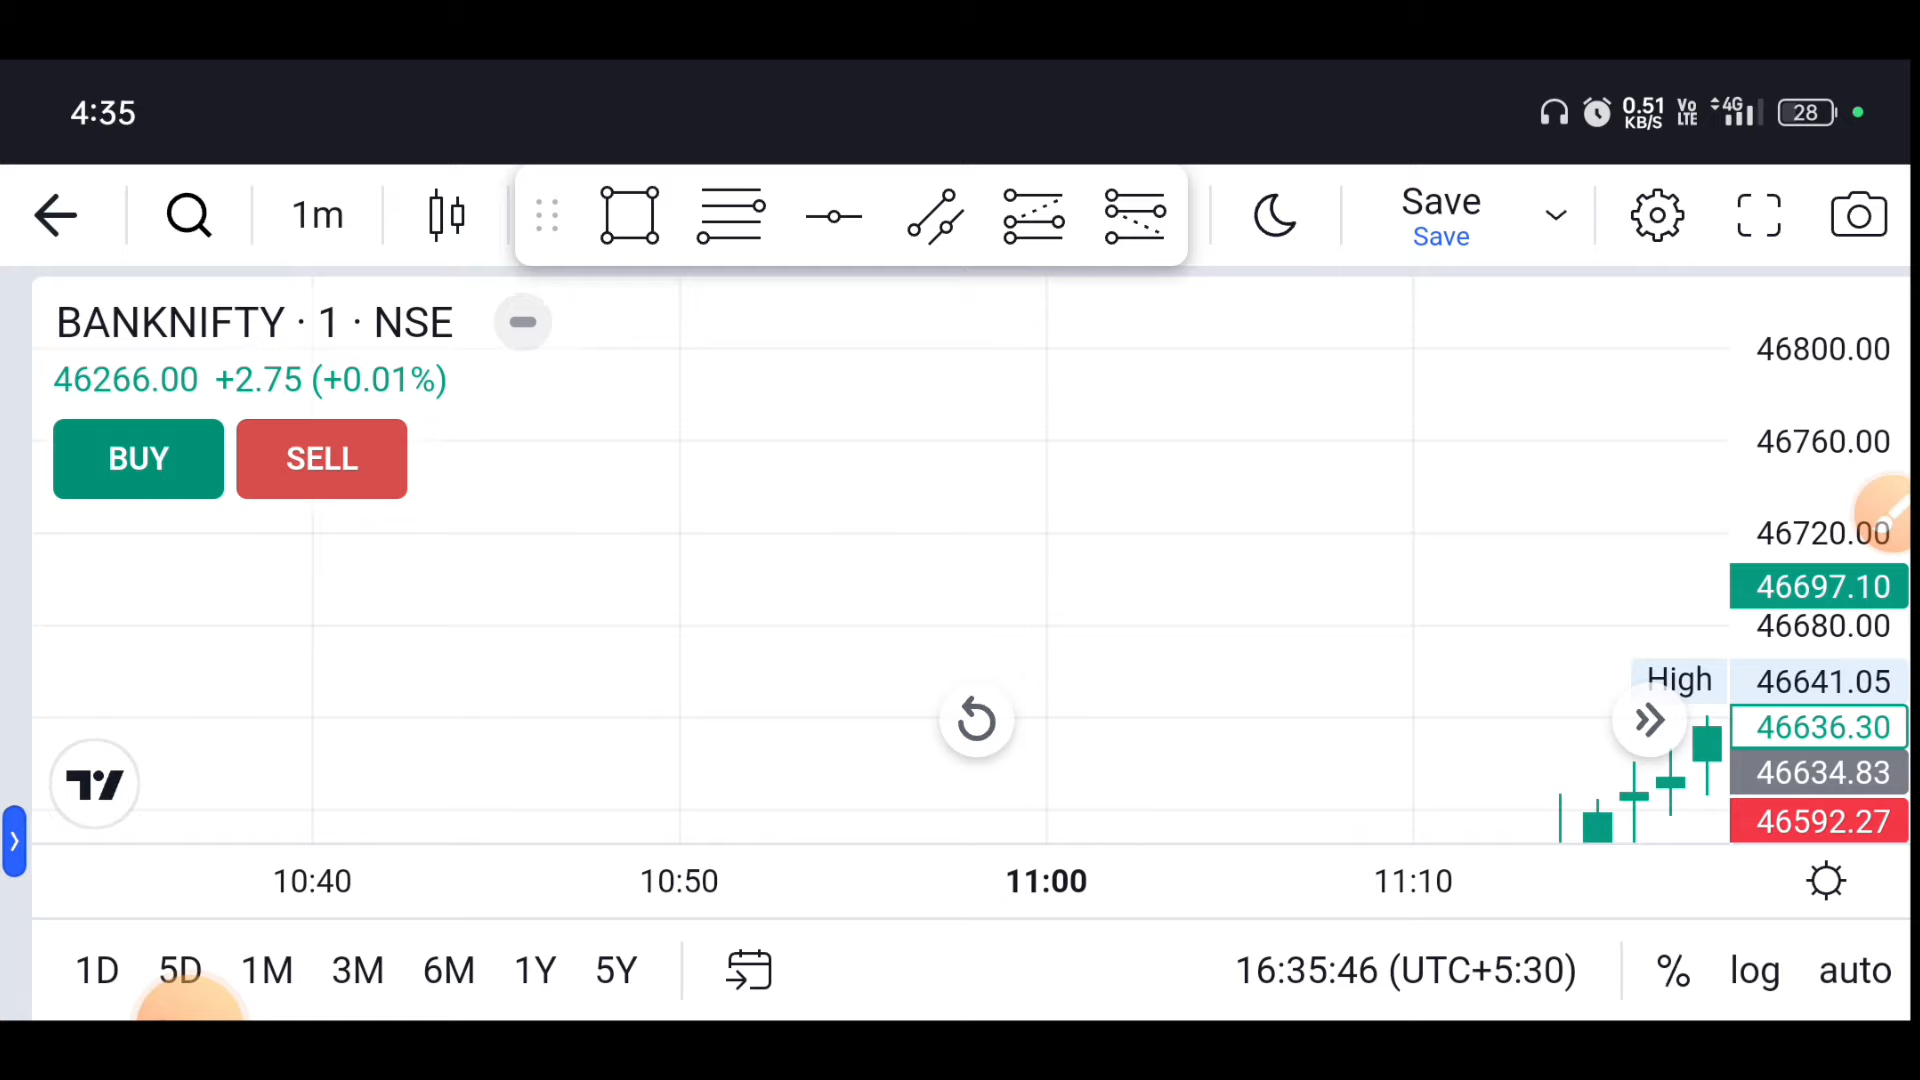 4:35
0.51 KB/S Vo LTE 4G 28
1m
Save
Save
BANKNIFTY · 1 · NSE
46266.00 +2.75 (+0.01%)
BUY SELL
46800.00
46760.00
46720.00
46697.10
46680.00
High 46641.05
46636.30
46634.83
46592.27
10:40 10:50 11:00 11:10
1D 5D 1M 3M 6M 1Y 5Y 16:35:46 (UTC+5:30) % log auto